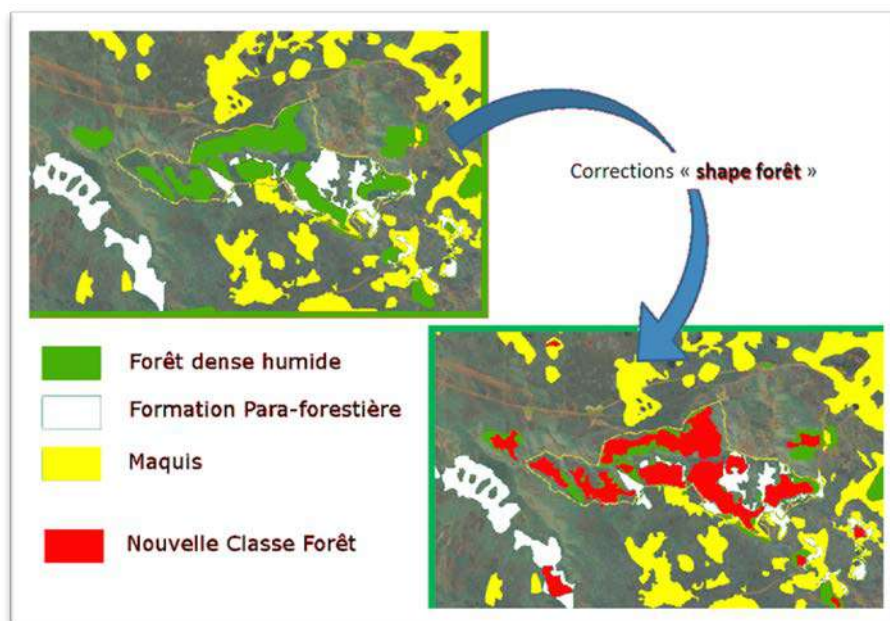 Corrections « shape forêt »
Forêt dense humide
Formation Para-forestière
Maquis
Nouvelle Classe Forêt